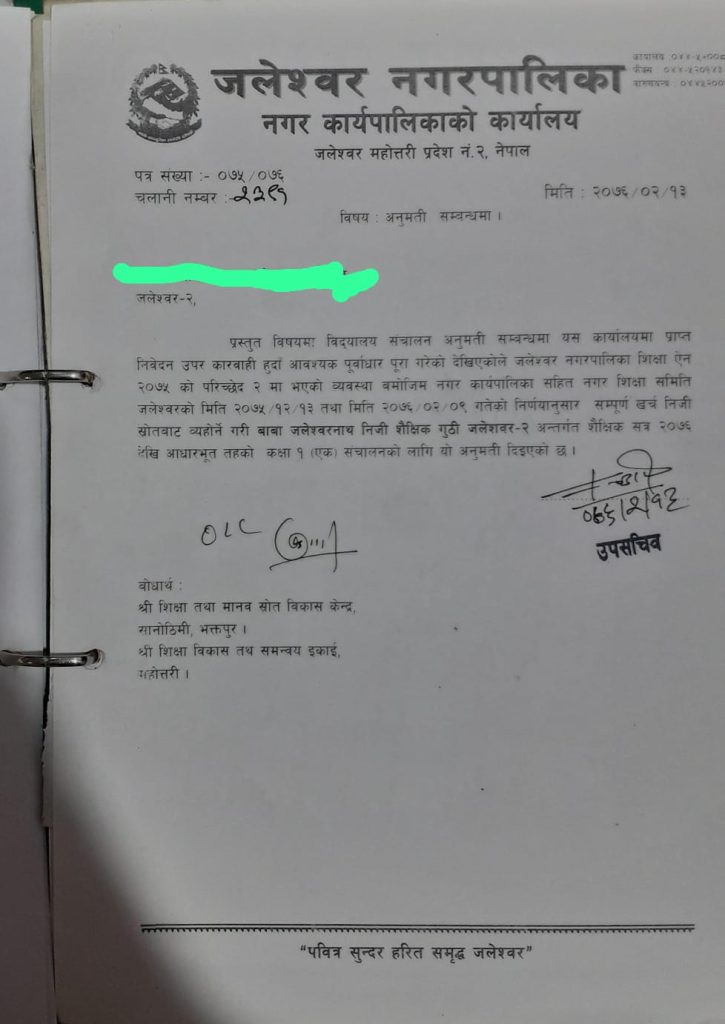 जलेश्वर नगरपालिका
नगर कार्यपालिकाको कार्यालय
जलेश्वर महोत्तरी प्रदेश नं.२, नेपाल
पत्र संख्या :- ०७५/०७६
चलानी नम्बर :-
मिति : २०७६/०२/१३
विषय : अनुमती सम्बन्धमा ।
जलेश्वर-२,
प्रस्तुत विषयमा विद्यालय संचालन अनुमती सम्बन्धमा यस कार्यालयमा प्राप्त
निवेदन उपर कारवाही हुदाँ आवश्यक पूर्वाधार पूरा गरेको देखिएकोले जलेश्वर नगरपालिका शिक्षा ऐन
२०७५ को परिच्छेद २ मा भएको व्यवस्था बमोजिम नगर कार्यपालिका सहित नगर शिक्षा समिति
जलेश्वरको मिति २०७५/१२/१३ तथा मिति २०७६/०२/०९ गतेको निर्णयानुसार सम्पूर्ण खर्च निजी
स्रोतवाट व्यहोर्ने गरी बाबा जलेश्वरनाथ निजी शैक्षिक गुठी जलेशवर-२ अन्तर्गत शैक्षिक सत्र २०७६
देखि आधारभूत तहको कक्षा १ (एक) संचालनको लागि यो अनुमती दिइएको छ ।
०७६/२/१३
उपसचिव
बोधार्थ :
श्री शिक्षा तथा मानव स्रोत विकास केन्द्र,
सानोठिमी, भक्तपुर ।
श्री शिक्षा विकास तथ समन्वय इकाई,
महोत्तरी ।
"पवित्र सुन्दर हरित समृद्ध जलेश्वर"